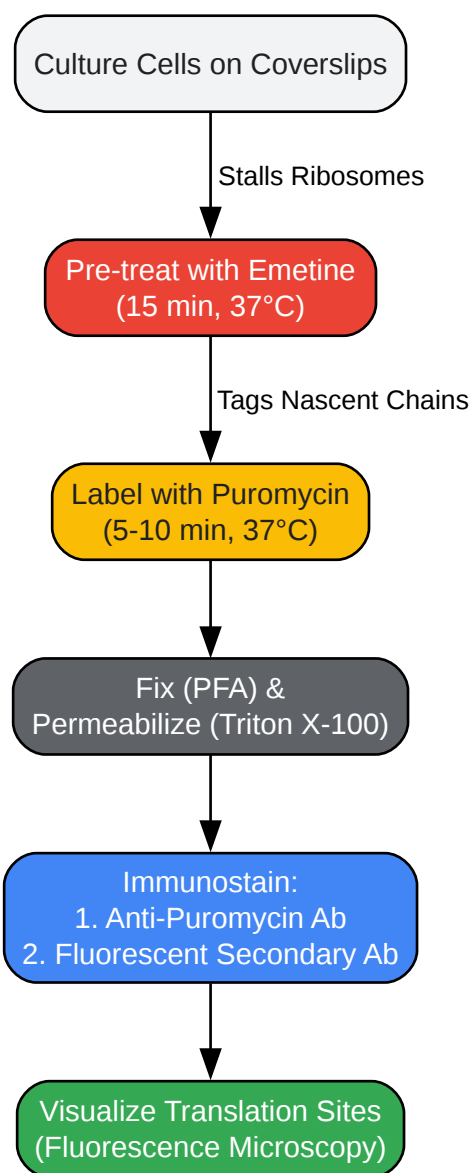 Culture Cells on Coverslips
Stalls Ribosomes
Pre-treat with Emetine
(15 min, 37°C)
Tags Nascent Chains
Label with Puromycin
(5-10 min, 37°C)
Fix (PFA) &
Permeabilize (Triton X-100)
Immunostain:
1. Anti-Puromycin Ab
2. Fluorescent Secondary Ab
Visualize Translation Sites
(Fluorescence Microscopy)